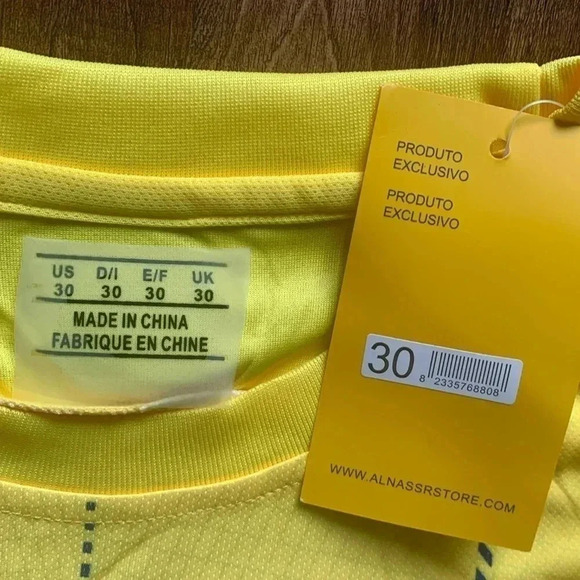 US D/I E/F UK
30 30 30 30
MADE IN CHINA
FABRIQUE EN CHINE
PRODUTO
EXCLUSIVO
PRODUTO
EXCLUSIVO
30
8 2335768808
WWW.ALNASSRSTORE.COM